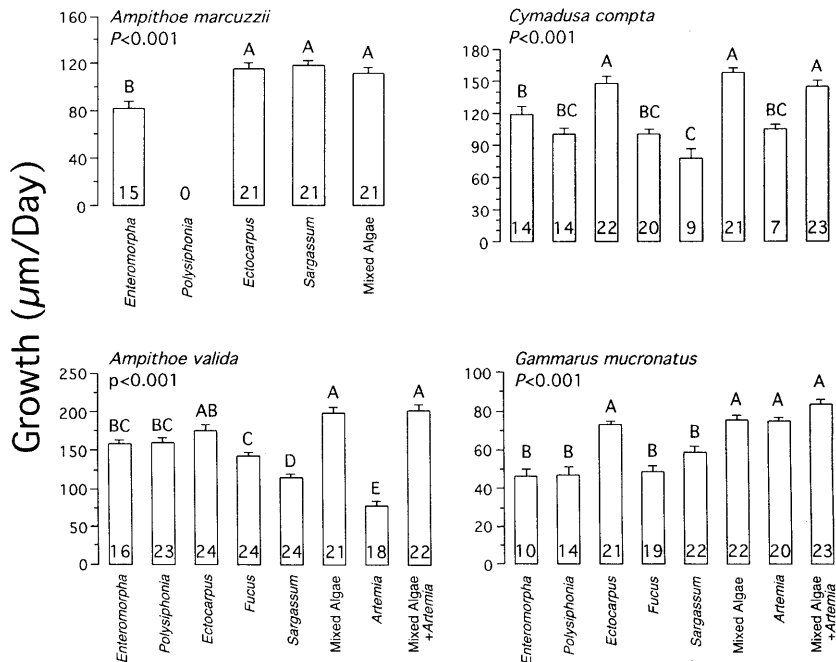 Growth (µm/Day)
Ampithoe marcuzzii
P<0.001
160
120
80
40
0
B
A
A
A
15
0
21
21
21
Enteromorpha
Polysiphonia
Ectocarpus
Sargassum
Mixed Algae
Cymadusa compta
P<0.001
180
150
120
90
60
30
0
B
BC
A
BC
C
A
BC
A
14
14
22
20
9
21
7
23
Ampithoe valida
p<0.001
250
200
150
100
50
0
BC
BC
AB
C
D
A
E
A
16
23
24
24
24
21
18
22
Enteromorpha
Polysiphonia
Ectocarpus
Fucus
Sargassum
Mixed Algae
Artemia
Mixed Algae
+Artemia
Gammarus mucronatus
P<0.001
100
80
60
40
20
0
B
B
A
B
B
A
A
A
10
14
21
19
22
22
20
23
Enteromorpha
Polysiphonia
Ectocarpus
Fucus
Sargassum
Mixed Algae
Artemia
Mixed Algae
+Artemia